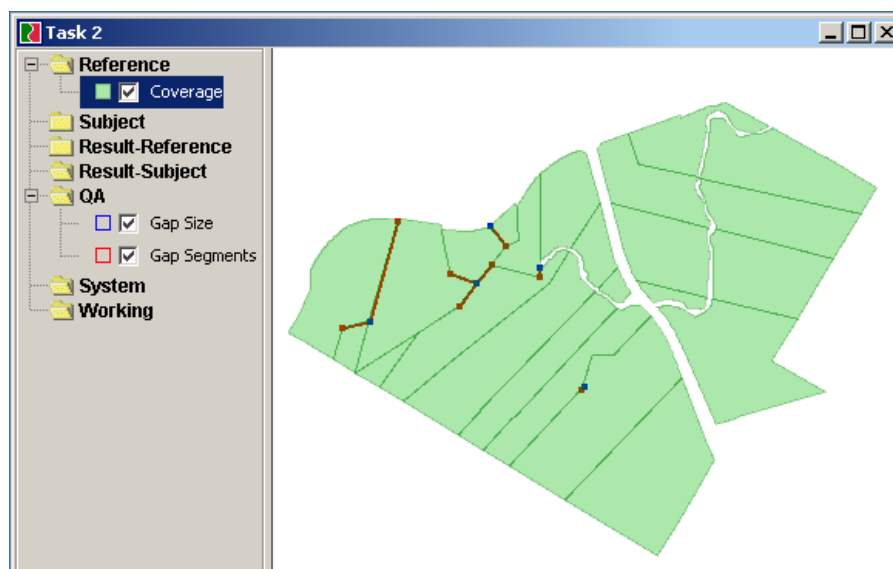 Task 2
Reference
Coverage
Subject
Result-Reference
Result-Subject
QA
Gap Size
Gap Segments
System
Working